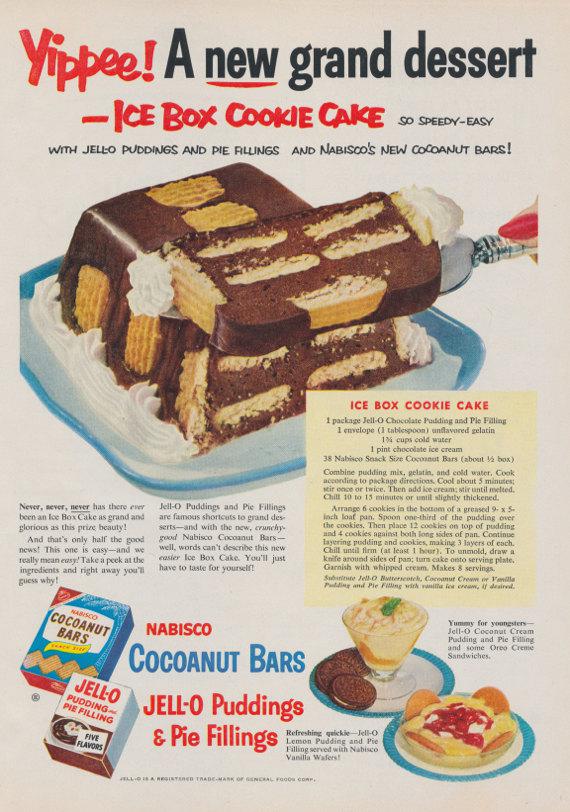 Yippee! A new grand dessert
—ICE BOX COOKIE CAKE SO SPEEDY-EASY
WITH JELL-O PUDDINGS AND PIE FILLINGS AND NABISCO'S NEW COCOANUT BARS!
ICE BOX COOKIE CAKE
1 package Jell-O Chocolate Pudding and Pie Filling
1 envelope (1 tablespoon) unflavored gelatin
1¾ cups cold water
1 pint chocolate ice cream
38 Nabisco Snack Size Cocoanut Bars (about ½ box)
Combine pudding mix, gelatin, and cold water. Cook
according to package directions. Cool about 5 minutes;
stir once or twice. Then add ice cream; stir until melted.
Chill 10 to 15 minutes or until slightly thickened.
Arrange 6 cookies in the bottom of a greased 9- x 5-
inch loaf pan. Spoon one-third of the pudding over
the cookies. Then place 12 cookies on top of pudding
and 4 cookies against both long sides of pan. Continue
layering pudding and cookies, making 3 layers of each.
Chill until firm (at least 1 hour). To unmold, draw a
knife around sides of pan; turn cake onto serving plate.
Garnish with whipped cream. Makes 8 servings.
Substitute Jell-O Butterscotch, Cocoanut Cream or Vanilla
Pudding and Pie Filling with vanilla ice cream, if desired.
Never, never, never has there ever
been an Ice Box Cake as grand and
glorious as this prize beauty!
And that's only half the good
news! This one is easy—and we
really mean easy! Take a peek at the
ingredients and right away you'll
guess why!
Jell-O Puddings and Pie Fillings
are famous shortcuts to grand des-
serts—and with the new, crunchy-
good Nabisco Cocoanut Bars—
well, words can't describe this new
easier Ice Box Cake. You'll just
have to taste for yourself!
NABISCO
COCOANUT
BARS
SNACK SIZE
JELL-O
PUDDING and
PIE FILLING
FIVE
FLAVORS
NABISCO
COCOANUT BARS
JELL-O Puddings
& Pie Fillings
Yummy for youngsters—
Jell-O Coconut Cream
Pudding and Pie Filling
and some Oreo Creme
Sandwiches.
Refreshing quickie—Jell-O
Lemon Pudding and Pie
Filling served with Nabisco
Vanilla Wafers!
JELL-O IS A REGISTERED TRADE-MARK OF GENERAL FOODS CORP.